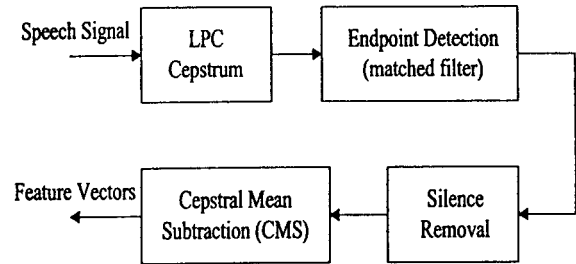 Speech Signal
LPC
Cepstrum
Endpoint Detection
(matched filter)
Feature Vectors
Cepstral Mean
Subtraction (CMS)
Silence
Removal